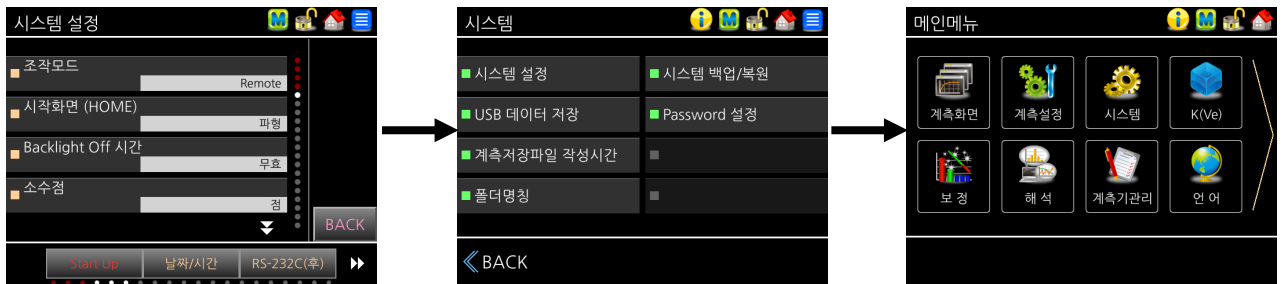 시스템 설정
M
조작모드
Remote
시작화면 (HOME)
파형
Backlight Off 시간
무효
소수점
점
BACK
Start Up
날짜/시간
RS-232C(후)
시스템
i
M
시스템 설정
시스템 백업/복원
USB 데이터 저장
Password 설정
계측저장파일 작성시간
폴더명칭
BACK
메인메뉴
i
M
계측화면
계측설정
시스템
K(Ve)
보 정
해 석
계측기관리
언 어